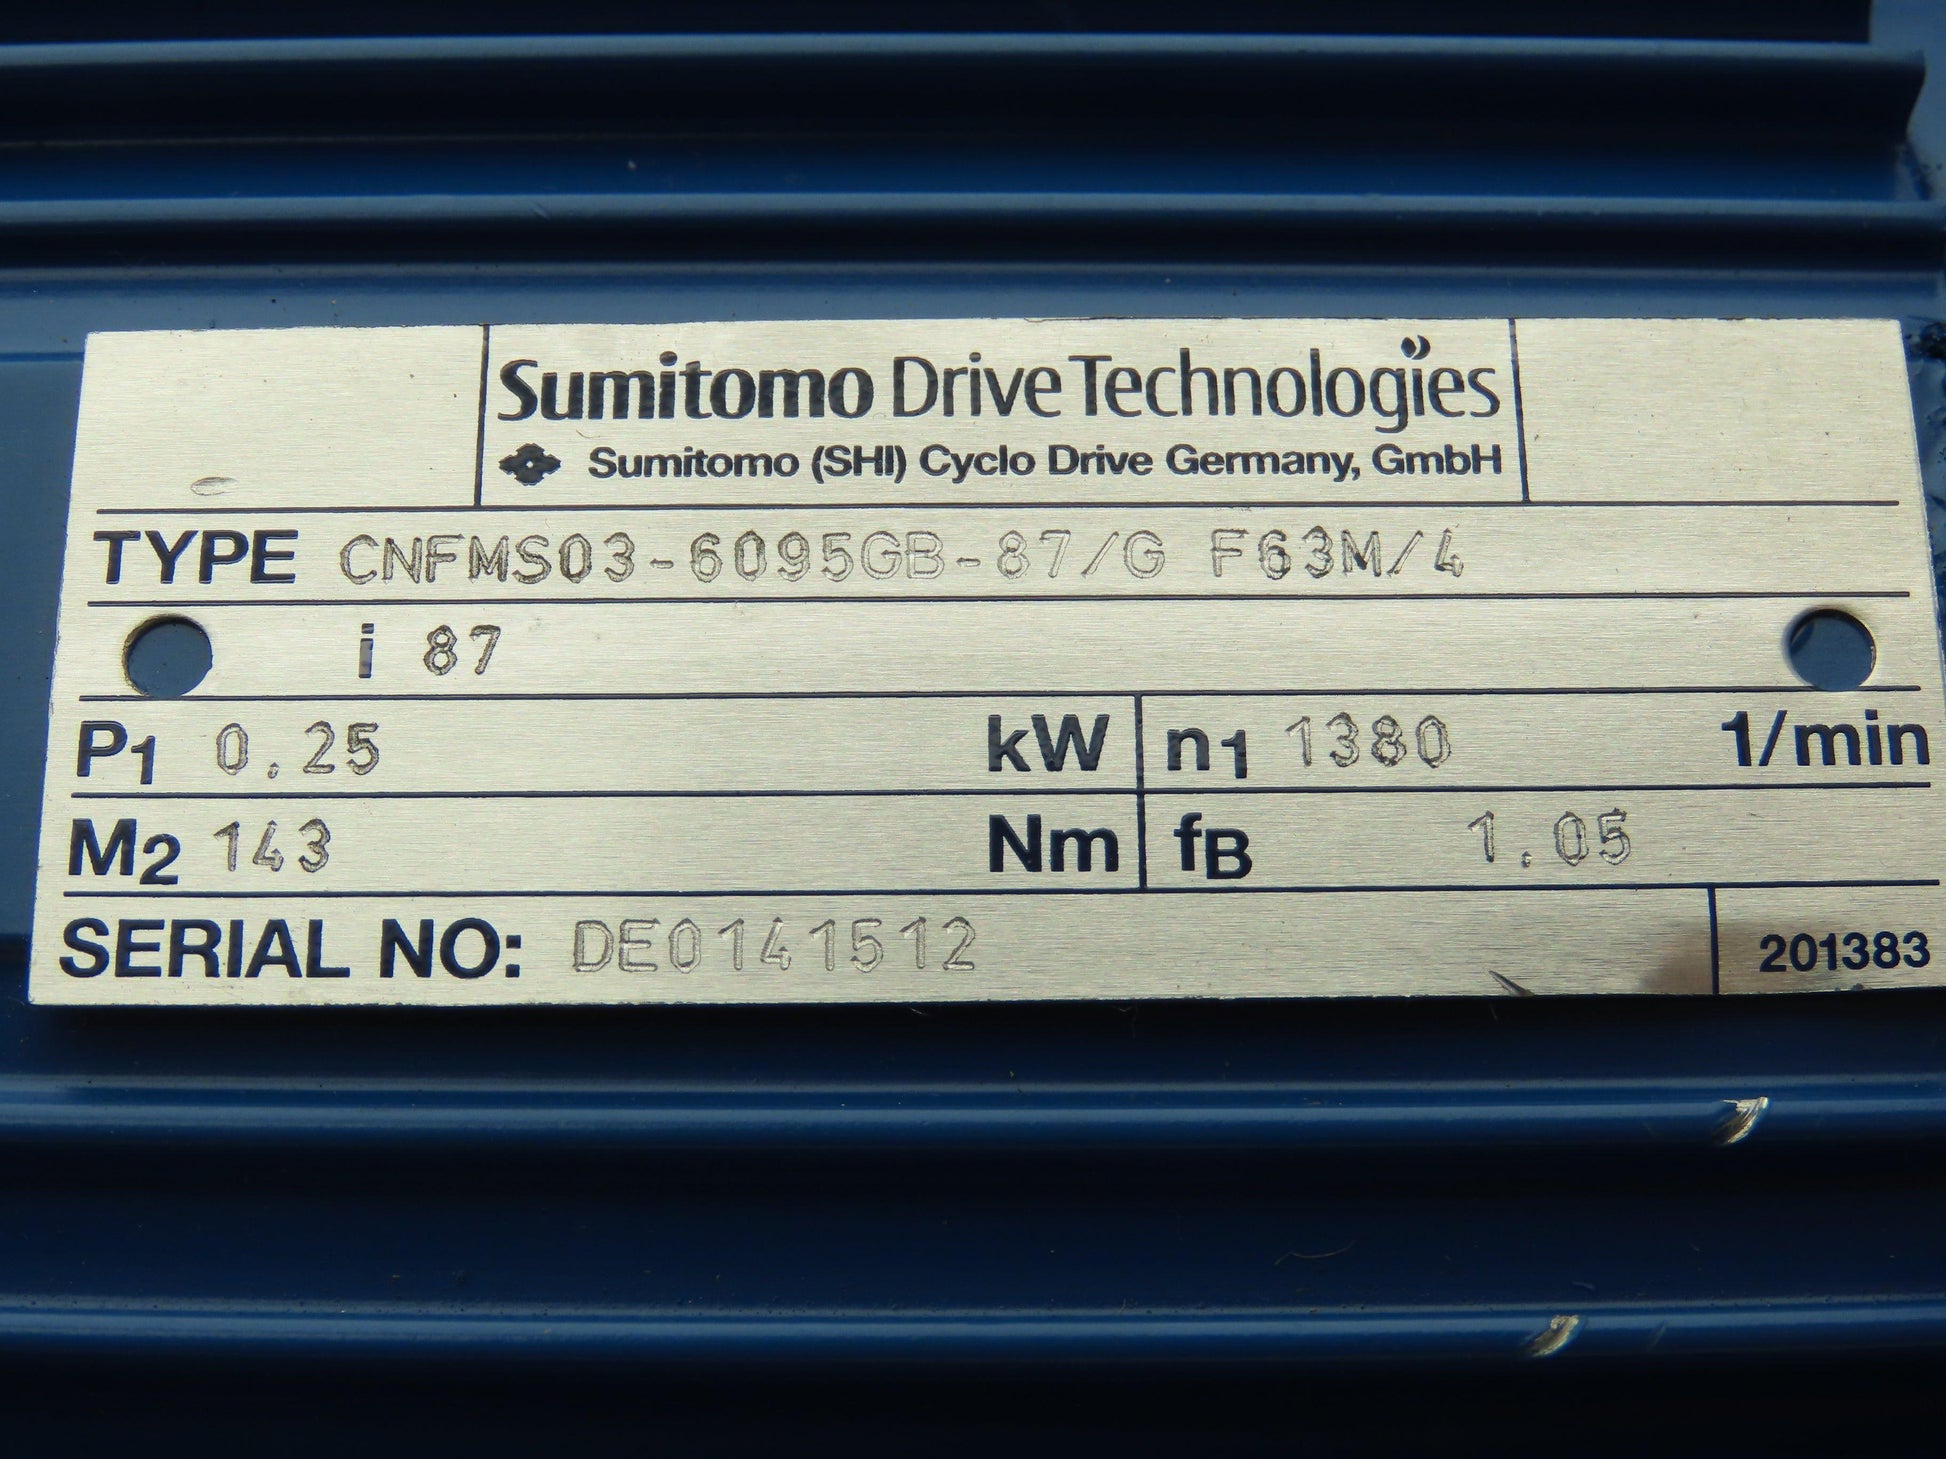 Sumitomo Drive Technologies
Sumitomo (SHI) Cyclo Drive Germany, GmbH
TYPE CNFMS03-6095GB-87/G F63M/4
i 87
P1 0.25 kW n1 1380 1/min
M2 143 Nm fB 1.05
SERIAL NO: DE0141512 201383